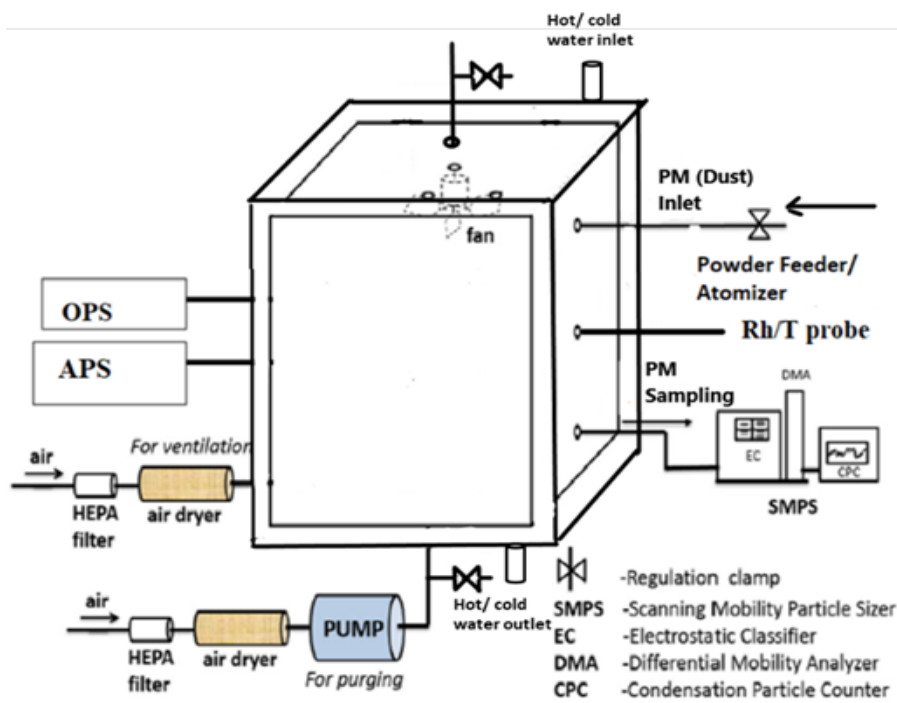 Hot/ cold
water inlet
PM (Dust)
Inlet
fan
Powder Feeder/
Atomizer
OPS
Rh/T probe
APS
PM
Sampling
DMA
For ventilation
air
EC
CPC
HEPA
filter
air dryer
SMPS
Hot/ cold
water outlet
air
PUMP
HEPA
filter
air dryer
For purging
-Regulation clamp
SMPS -Scanning Mobility Particle Sizer
EC -Electrostatic Classifier
DMA -Differential Mobility Analyzer
CPC -Condensation Particle Counter